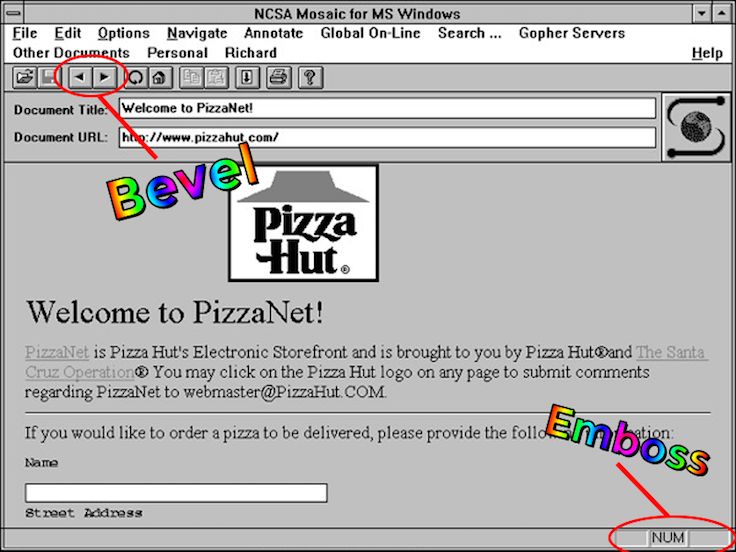 NCSA Mosaic for MS Windows
File Edit Options Navigate Annotate Global On-Line Search ... Gopher Servers
Other Documents Personal Richard Help
Document Title: Welcome to PizzaNet!
Document URL: http://www.pizzahut.com/
Bevel
Pizza
Hut®
Welcome to PizzaNet!
PizzaNet is Pizza Hut's Electronic Storefront and is brought to you by Pizza Hut®and The Santa
Cruz Operation® You may click on the Pizza Hut logo on any page to submit comments
regarding PizzaNet to webmaster@PizzaHut.COM.
If you would like to order a pizza to be delivered, please provide the following information:
Emboss
Name
Street Address
NUM